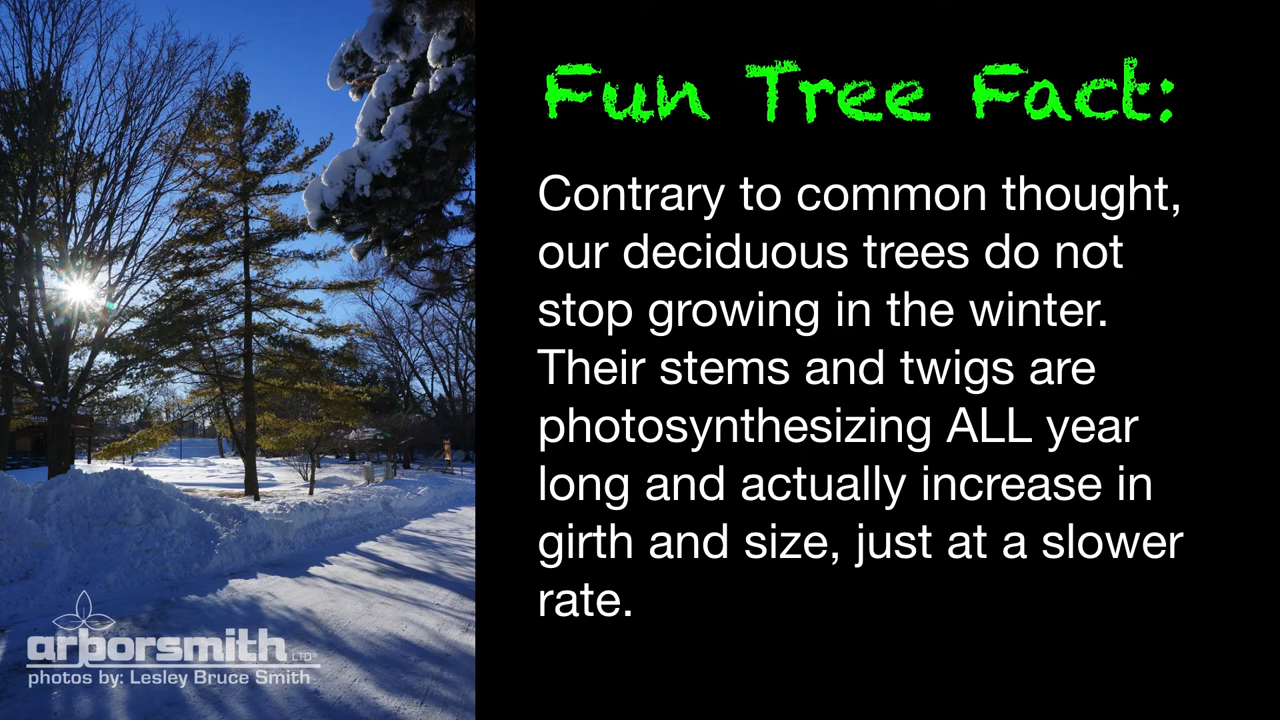 Fun Tree Fact:
Contrary to common thought,
our deciduous trees do not
stop growing in the winter.
Their stems and twigs are
photosynthesizing ALL year
long and actually increase in
girth and size, just at a slower
rate.
arborsmith LTD
photos by: Lesley Bruce Smith